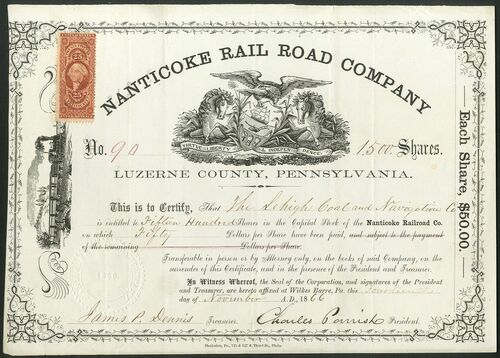 NANTICOKE RAIL ROAD COMPANY
25
VIRTUE LIBERTY & INDEPENDENCE
No. 90
1500 Shares.
LUZERNE COUNTY, PENNSYLVANIA.
Each Share, $50.00.
This is to Certify, That The Lehigh Coal and Navigation Co
is entitled to Fifteen Hundred Shares in the Capital Stock of the Nanticoke Railroad Co.
on which Fifty Dollars per Share have been paid, and subject to the payment
of the remaining Dollars per Share.
Transferable in person or by Attorney only, on the books of said Company, on the
surrender of this Certificate, and in the presence of the President and Treasurer.
In Witness Whereof, the Seal of the Corporation, and signatures of the President
and Treasurer, are hereto affixed at Wilkes Barre, Pa. this
day of November A.D., 1866
James P. Dennis Treasurer. Charles Parrish President.